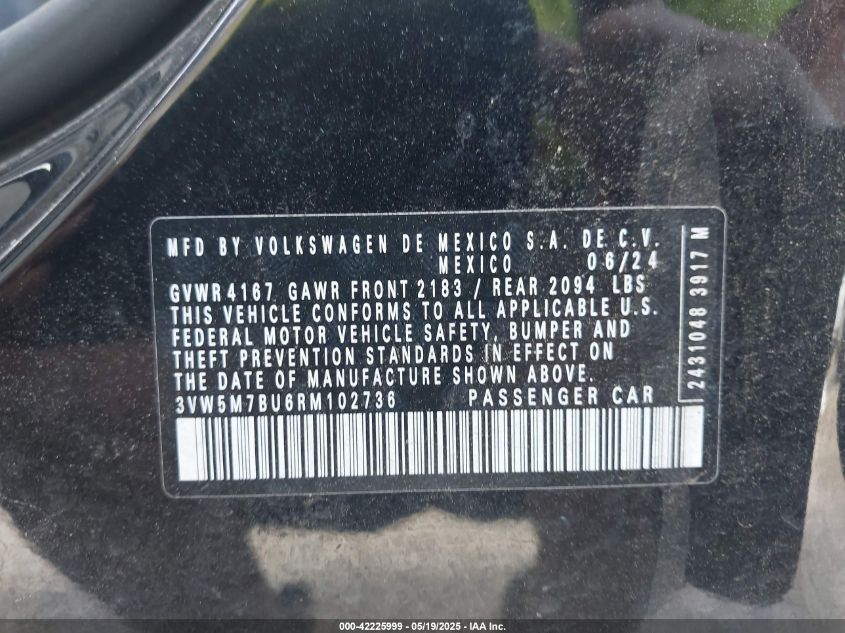 MFD BY VOLKSWAGEN DE MEXICO S.A. DE C.V.
MEXICO 06/24
GVWR 4167 GAWR FRONT 2183 / REAR 2094 LBS
THIS VEHICLE CONFORMS TO ALL APPLICABLE U.S.
FEDERAL MOTOR VEHICLE SAFETY, BUMPER AND
THEFT PREVENTION STANDARDS IN EFFECT ON
THE DATE OF MANUFACTURE SHOWN ABOVE.
3VW5M7BU6RM102736 PASSENGER CAR
2431048 3917 M
000-42225999 - 05/19/2025 - IAA Inc.